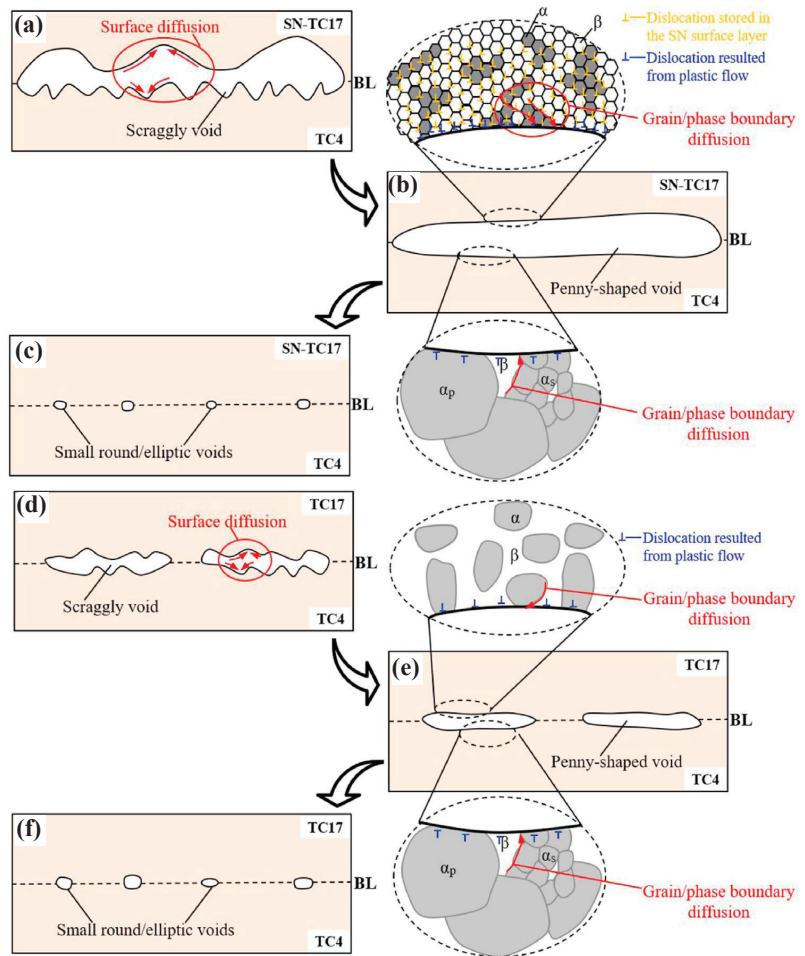 (a)
SN-TC17
Surface diffusion
BL
Scraggly void
TC4
α
β
Dislocation stored in
the SN surface layer
Dislocation resulted
from plastic flow
Grain/phase boundary
diffusion
(b)
SN-TC17
BL
Penny-shaped void
TC4
(c)
SN-TC17
BL
Small round/elliptic voids
TC4
β
αp
αs
Grain/phase boundary
diffusion
(d)
TC17
Surface diffusion
BL
Scraggly void
TC4
α
β
Dislocation resulted
from plastic flow
Grain/phase boundary
diffusion
(e)
TC17
BL
Penny-shaped void
TC4
(f)
TC17
BL
Small round/elliptic voids
TC4
β
αp
αs
Grain/phase boundary
diffusion